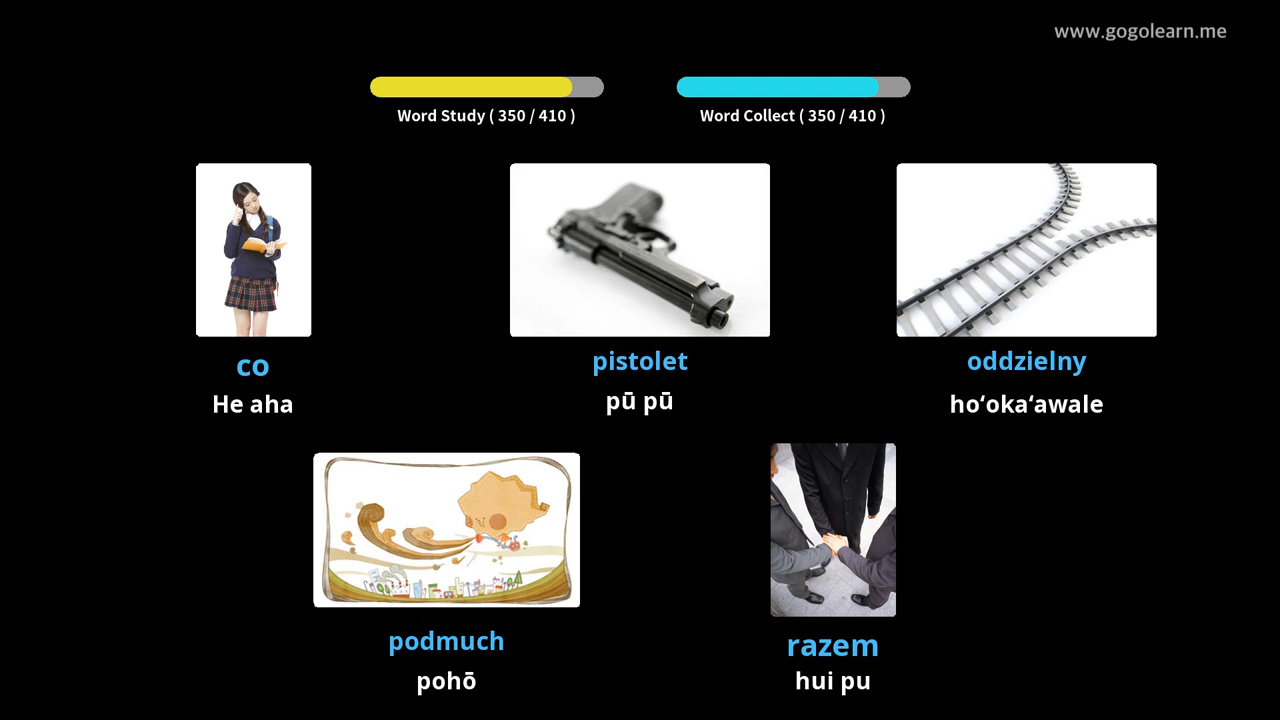 www.gogolearn.me
Word Study ( 350 / 410 )
Word Collect ( 350 / 410 )
co
He aha
pistolet
pū pū
oddzielny
hoʻokaʻawale
podmuch
pohō
razem
hui pu